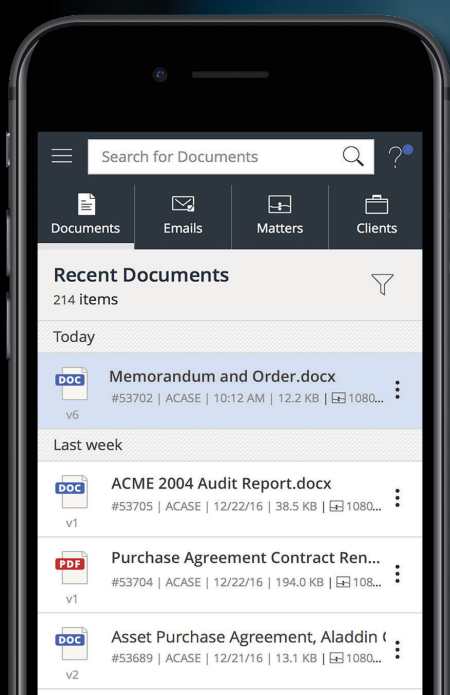 Search for Documents
?
Documents Emails Matters Clients
Recent Documents
214 items
Today
DOC
Memorandum and Order.docx
#53702 | ACASE | 10:12 AM | 12.2 KB | 1080...
v6
Last week
DOC
ACME 2004 Audit Report.docx
#53705 | ACASE | 12/22/16 | 38.5 KB | 1080...
v1
PDF
Purchase Agreement Contract Ren...
#53704 | ACASE | 12/22/16 | 194.0 KB | 108...
v1
DOC
Asset Purchase Agreement, Aladdin
#53689 | ACASE | 12/21/16 | 13.1 KB | 1080...
v2